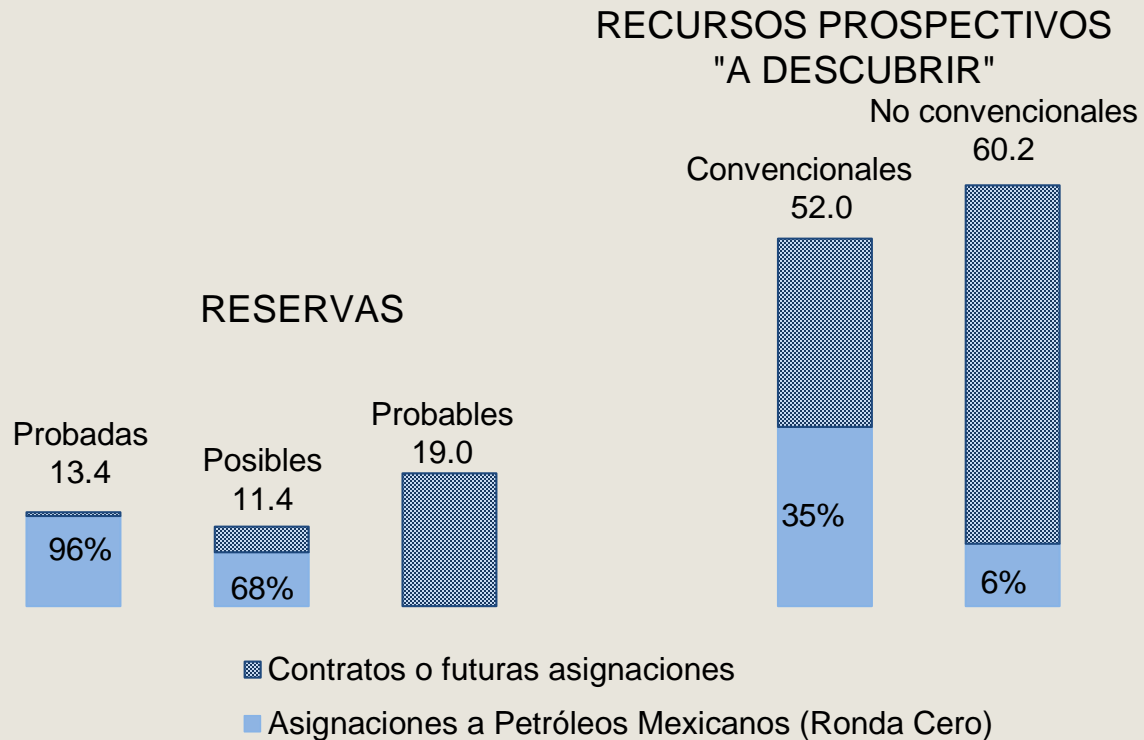 RECURSOS PROSPECTIVOS
"A DESCUBRIR"
No convencionales
60.2
Convencionales
52.0
RESERVAS
Probables
19.0
Probadas
13.4
Posibles
11.4
96%
68%
35%
6%
Contratos o futuras asignaciones
Asignaciones a Petróleos Mexicanos (Ronda Cero)